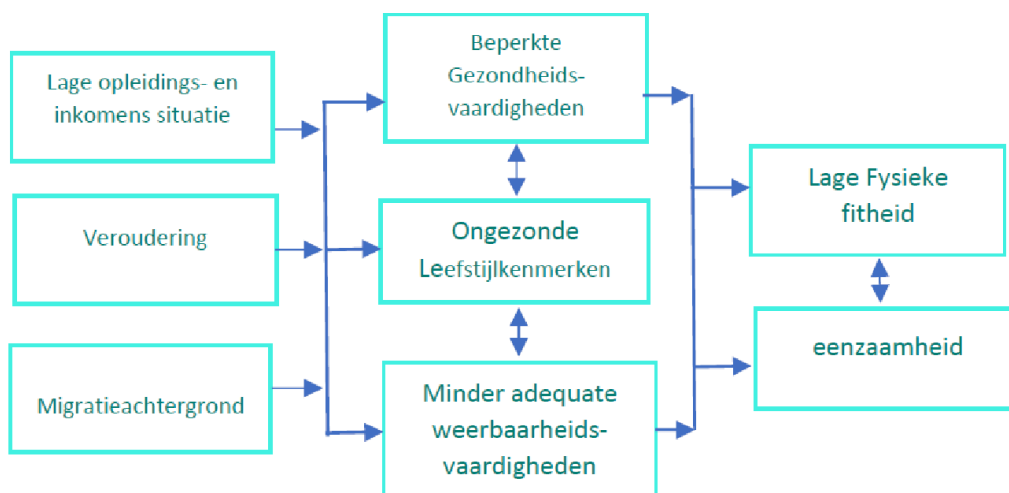 Lage opleidings- en
inkomens situatie
Veroudering
Migratieachtergrond
Beperkte
Gezondheids-
vaardigheden
Ongezonde
Leefstijlkenmerken
Minder adequate
weerbaarheids-
vaardigheden
Lage Fysieke
fitheid
eenzaamheid